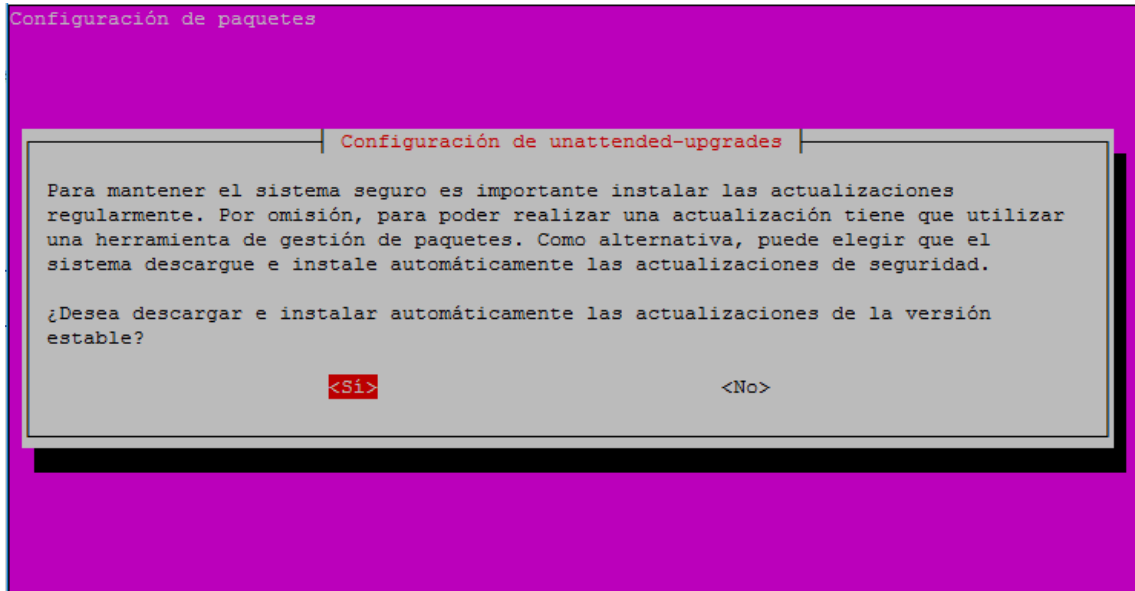 Configuración de paquetes
Configuración de unattended-upgrades
Para mantener el sistema seguro es importante instalar las actualizaciones
regularmente. Por omisión, para poder realizar una actualización tiene que utilizar
una herramienta de gestión de paquetes. Como alternativa, puede elegir que el
sistema descargue e instale automáticamente las actualizaciones de seguridad.
¿Desea descargar e instalar automáticamente las actualizaciones de la versión
estable?
<Sí> <No>